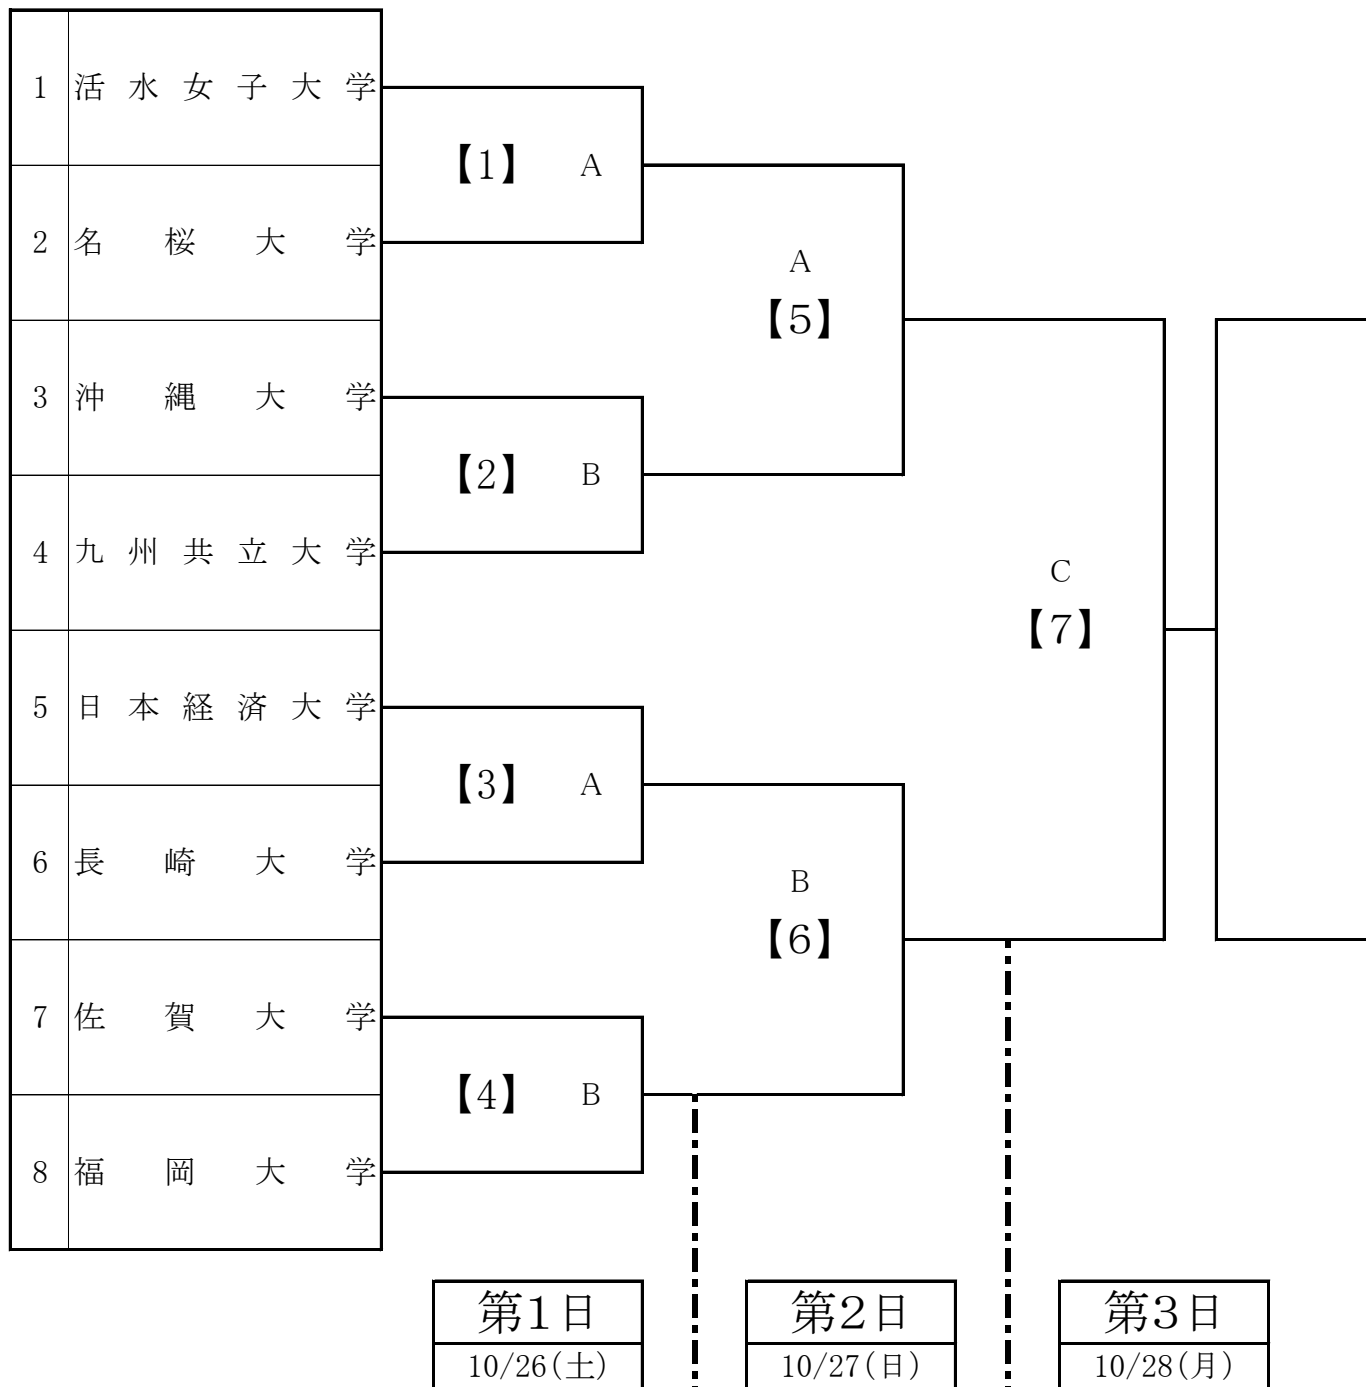 1 活水女子大学
【1】 A
2 名桜大学
A
【5】
3 沖縄大学
【2】 B
4 九州共立大学
C
【7】
5 日本経済大学
【3】 A
6 長崎大学
B
【6】
7 佐賀大学
【4】 B
8 福岡大学
第1日 第2日 第3日
10/26(土) 10/27(日) 10/28(月)